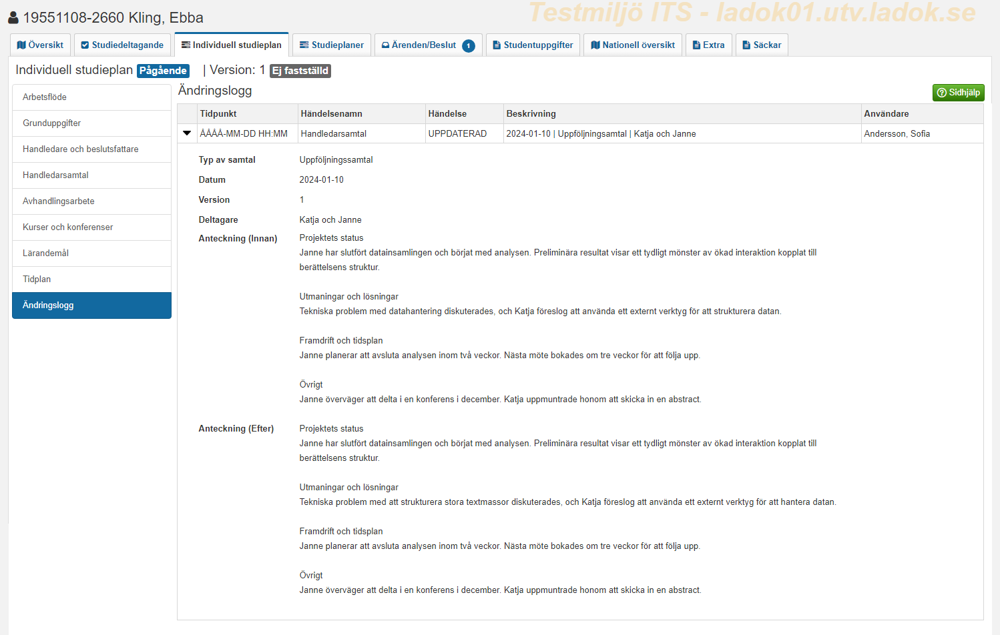 Testmiljö ITS - ladok01.utv.ladok.se
19551108-2660 Kling, Ebba
Översikt Studiedeltagande Individuell studieplan Studieplaner Ärenden/Beslut 1 Studentuppgifter Nationell översikt Extra Säckar
Individuell studieplan Pågående | Version: 1 Ej fastställd
Arbetsflöde
Grunduppgifter
Handledare och beslutsfattare
Handledarsamtal
Avhandlingsarbete
Kurser och konferenser
Lärandemål
Tidplan
Ändringslogg
Ändringslogg
Sidhjälp
Tidpunkt Händelsenamn Händelse Beskrivning Användare
ÅÅÅÅ-MM-DD HH:MM Handledarsamtal UPPDATERAD 2024-01-10 | Uppföljningsamtal | Katja och Janne Andersson, Sofia
Typ av samtal Uppföljningssamtal
Datum 2024-01-10
Version 1
Deltagare Katja och Janne
Anteckning (Innan) Projektets status
Janne har slutfört datainsamlingen och börjat med analysen. Preliminära resultat visar ett tydligt mönster av ökad interaktion kopplat till
berättelsens struktur.
Utmaningar och lösningar
Tekniska problem med datahantering diskuterades, och Katja föreslog att använda ett externt verktyg för att strukturera datan.
Framdrift och tidsplan
Janne planerar att avsluta analysen inom två veckor. Nästa möte bokades om tre veckor för att följa upp.
Övrigt
Janne överväger att delta i en konferens i december. Katja uppmuntrade honom att skicka in en abstract.
Anteckning (Efter) Projektets status
Janne har slutfört datainsamlingen och börjat med analysen. Preliminära resultat visar ett tydligt mönster av ökad interaktion kopplat till
berättelsens struktur.
Utmaningar och lösningar
Tekniska problem med att strukturera stora textmassor diskuterades, och Katja föreslog att använda ett externt verktyg för att hantera datan.
Framdrift och tidsplan
Janne planerar att avsluta analysen inom två veckor. Nästa möte bokades om tre veckor för att följa upp.
Övrigt
Janne överväger att delta i en konferens i december. Katja uppmuntrade honom att skicka in en abstract.